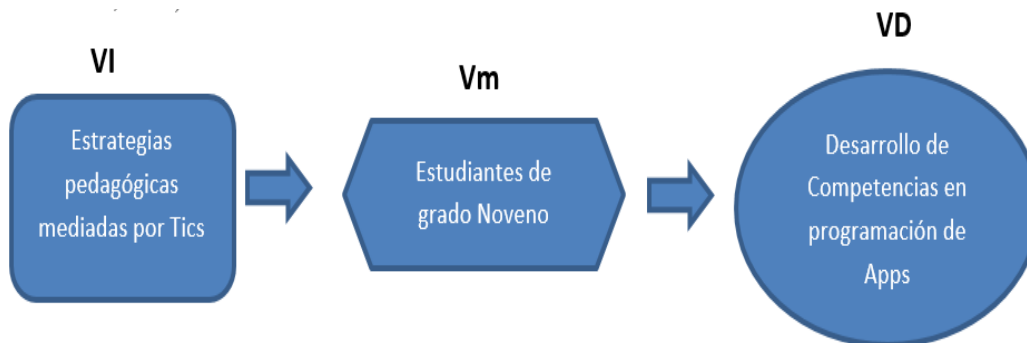 VI
Estrategias
pedagógicas
mediadas por Tics
Vm
Estudiantes de
grado Noveno
VD
Desarrollo de
Competencias en
programación de
Apps